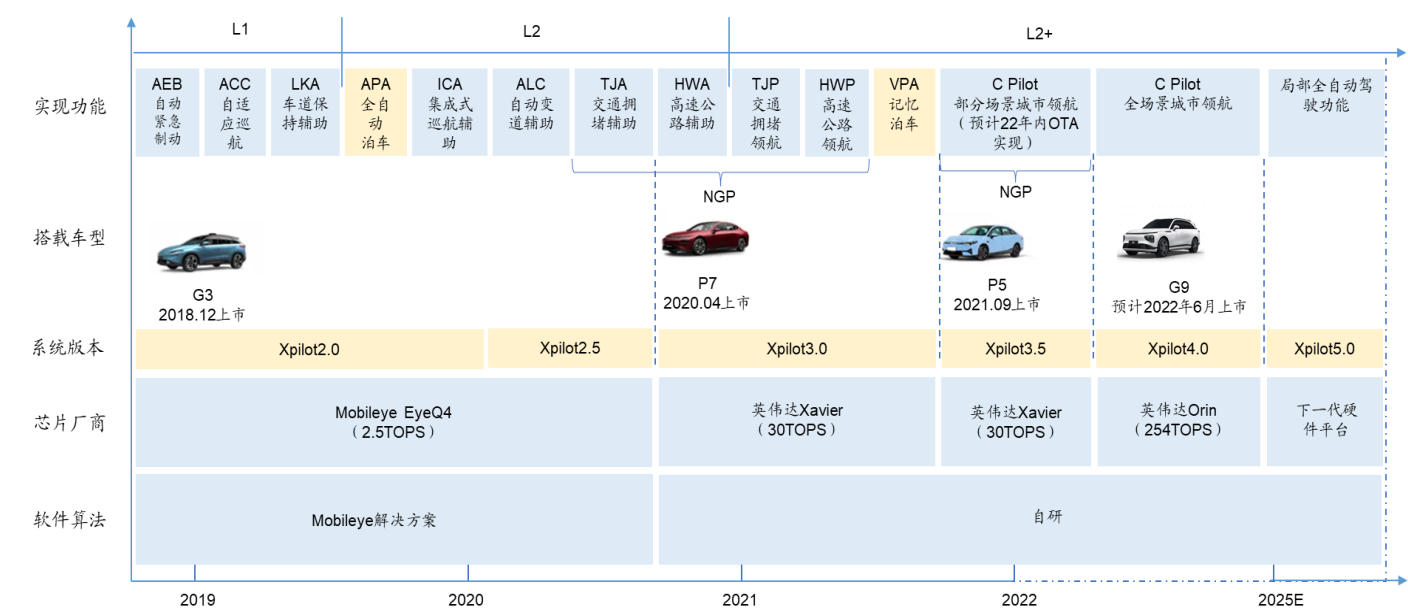 L1
L2
L2+
实现功能
AEB
自动
紧急
制动
ACC
自适
应巡
航
LKA
车道保
持辅助
APA
全自
动
泊车
ICA
集成式
巡航辅
助
ALC
自动变
道辅助
TJA
交通拥
堵辅助
HWA
高速公
路辅助
TJP
交通
拥堵
领航
HWP
高速
公路
领航
VPA
记忆
泊车
C Pilot
部分场景城市领航
（预计22年内OTA
实现）
C Pilot
全场景城市领航
局部全自动驾
驶功能
NGP
NGP
搭载车型
G3
2018.12上市
P7
2020.04上市
P5
2021.09上市
G9
预计2022年6月上市
系统版本
Xpilot2.0
Xpilot2.5
Xpilot3.0
Xpilot3.5
Xpilot4.0
Xpilot5.0
芯片厂商
Mobileye EyeQ4
（2.5TOPS）
英伟达Xavier
（30TOPS）
英伟达Xavier
（30TOPS）
英伟达Orin
（254TOPS）
下一代硬
件平台
软件算法
Mobileye解决方案
自研
2019
2020
2021
2022
2025E